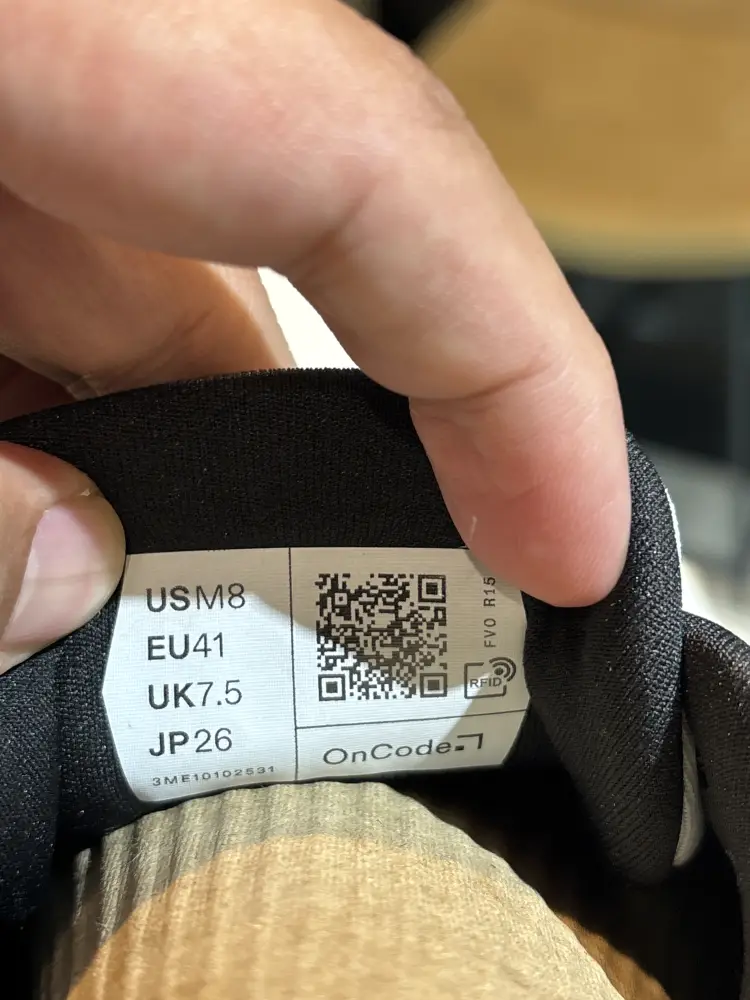 USM8
EU41
UK7.5
JP26
3ME10102531
FVO R15
RFID
OnCode